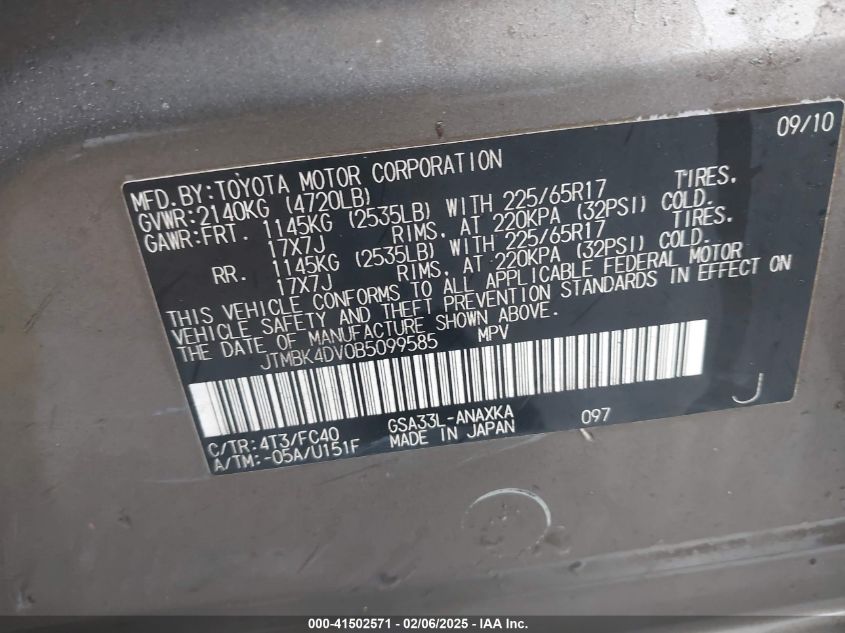 09/10
MFD.BY:TOYOTA MOTOR CORPORATION
GVWR:2140KG (4720LB)
GAWR:FRT. 1145KG (2535LB) WITH 225/65R17 TIRES,
17X7J RIMS, AT 220KPA (32PSI) COLD.
RR. 1145KG (2535LB) WITH 225/65R17 TIRES,
17X7J RIMS, AT 220KPA (32PSI) COLD.
THIS VEHICLE CONFORMS TO ALL APPLICABLE FEDERAL MOTOR
VEHICLE SAFETY AND THEFT PREVENTION STANDARDS IN EFFECT ON
THE DATE OF MANUFACTURE SHOWN ABOVE.
JTMBK4DV0B5099585 MPV
C/TR:4T3/FC40 GSA33L-ANAXKA 097 J
A/TM:-05A/U151F MADE IN JAPAN
000-41502571 - 02/06/2025 - IAA Inc.